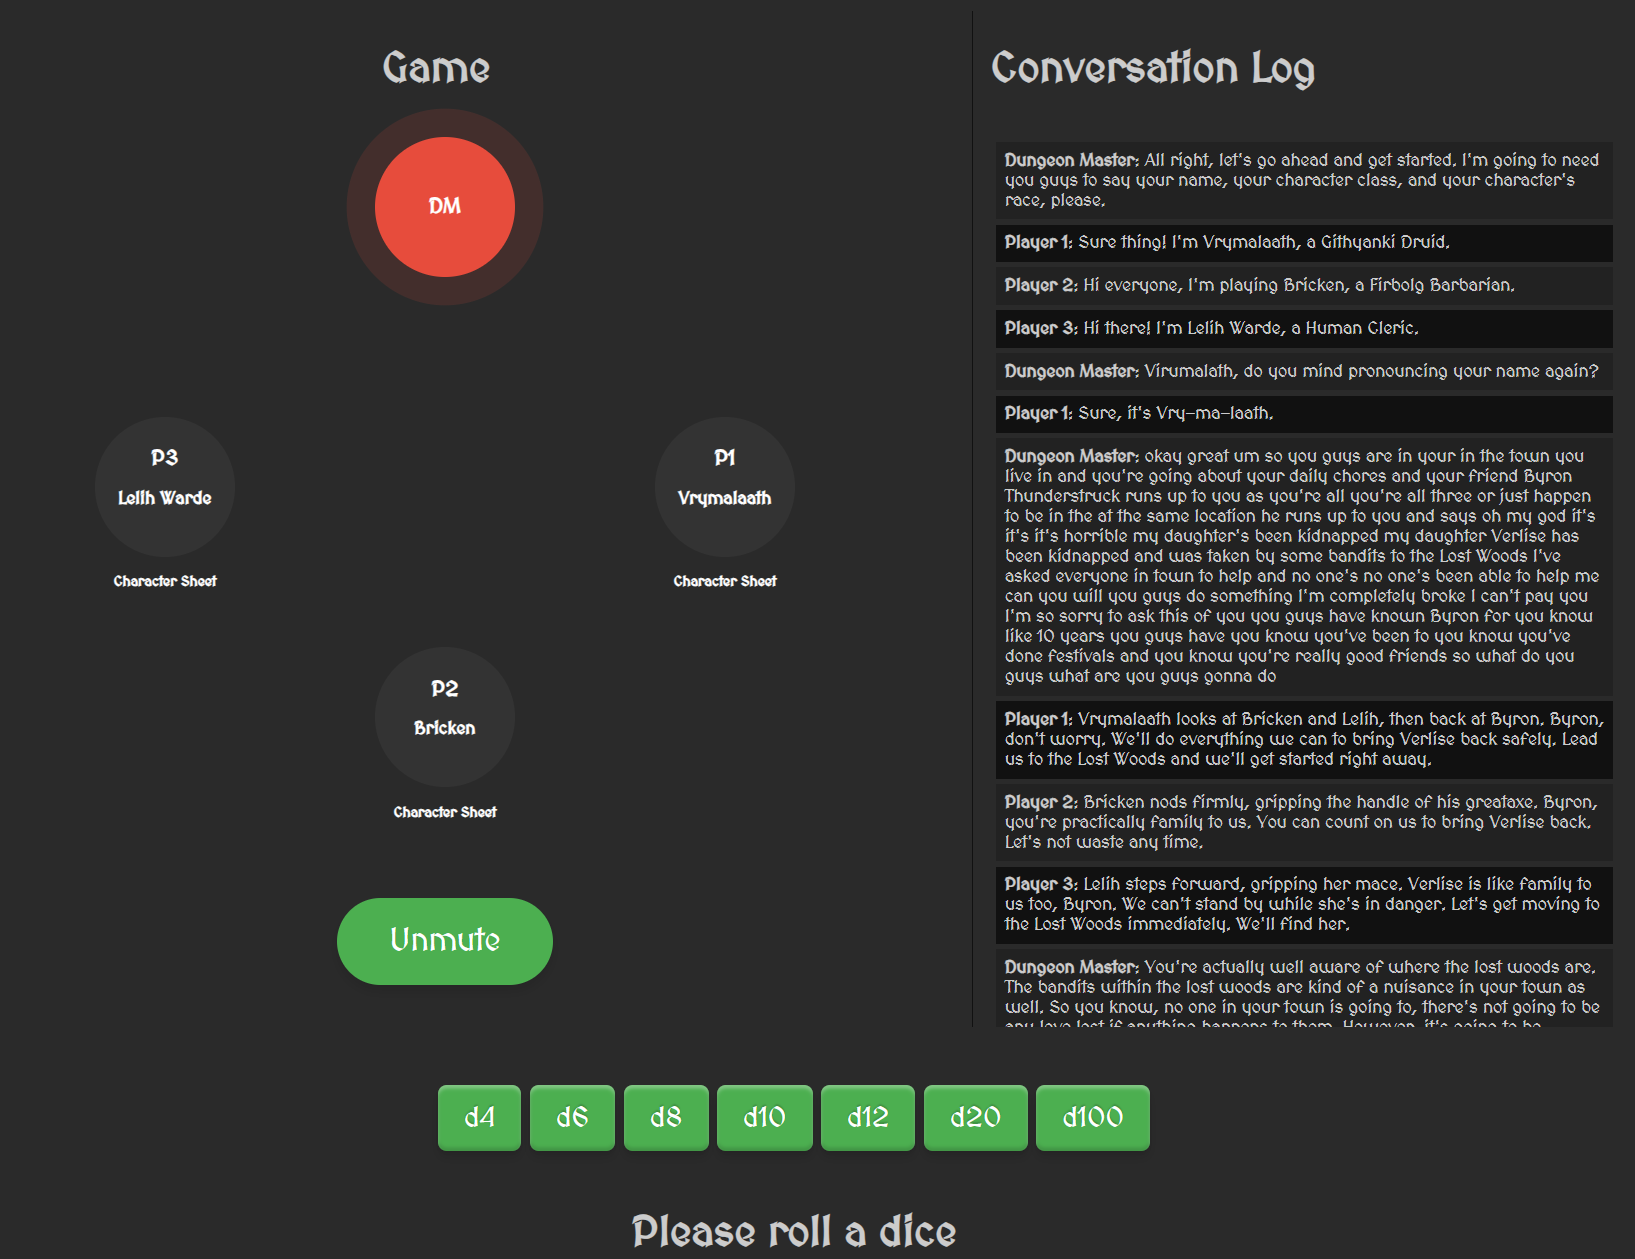 Game
DM
P3
Lelih Warde
Character Sheet
P1
Vrymalaath
Character Sheet
P2
Bricken
Character Sheet
Unmute
Conversation Log
Dungeon Master: All right, let's go ahead and get started. I'm going to need
you guys to say your name, your character class, and your character's
race, please.
Player 1: Sure thing! I'm Vrymalaath, a Githyanki Druid.
Player 2: Hi everyone, I'm playing Bricken, a Firbolg Barbarian.
Player 3: Hi there! I'm Lelih Warde, a Human Cleric.
Dungeon Master: Virumalath, do you mind pronouncing your name again?
Player 1: Sure, it's Vry-ma-laath.
Dungeon Master: okay great um so you guys are in your in the town you
live in and you're going about your daily chores and your friend Byron
Thunderstruck runs up to you as you're all you're all three or just happen
to be in the at the same location he runs up to you and says oh my god it's
it's it's horrible my daughter's been kidnapped my daughter Verlise has
been kidnapped and was taken by some bandits to the Lost Woods I've
asked everyone in town to help and no one's no one's been able to help me
can you will you guys do something I'm completely broke I can't pay you
I'm so sorry to ask this of you you guys have known Byron for you know
like 10 years you guys have you know you've been to you know you've
done festivals and you know you're really good friends so what do you
guys what are you guys gonna do
Player 1: Vrymalaath looks at Bricken and Lelih, then back at Byron. Byron,
don't worry. We'll do everything we can to bring Verlise back safely. Lead
us to the Lost Woods and we'll get started right away.
Player 2: Bricken nods firmly, gripping the handle of his greataxe. Byron,
you're practically family to us. You can count on us to bring Verlise back.
Let's not waste any time.
Player 3: Lelih steps forward, gripping her mace. Verlise is like family to
us too, Byron. We can't stand by while she's in danger. Let's get moving to
the Lost Woods immediately. We'll find her.
Dungeon Master: You're actually well aware of where the lost woods are.
The bandits within the lost woods are kind of a nuisance in your town as
well. So you know, no one in your town is going to, there's not going to be
any love lost if anything happens to them. However, it's going to be
d4
d6
d8
d10
d12
d20
d100
Please roll a dice